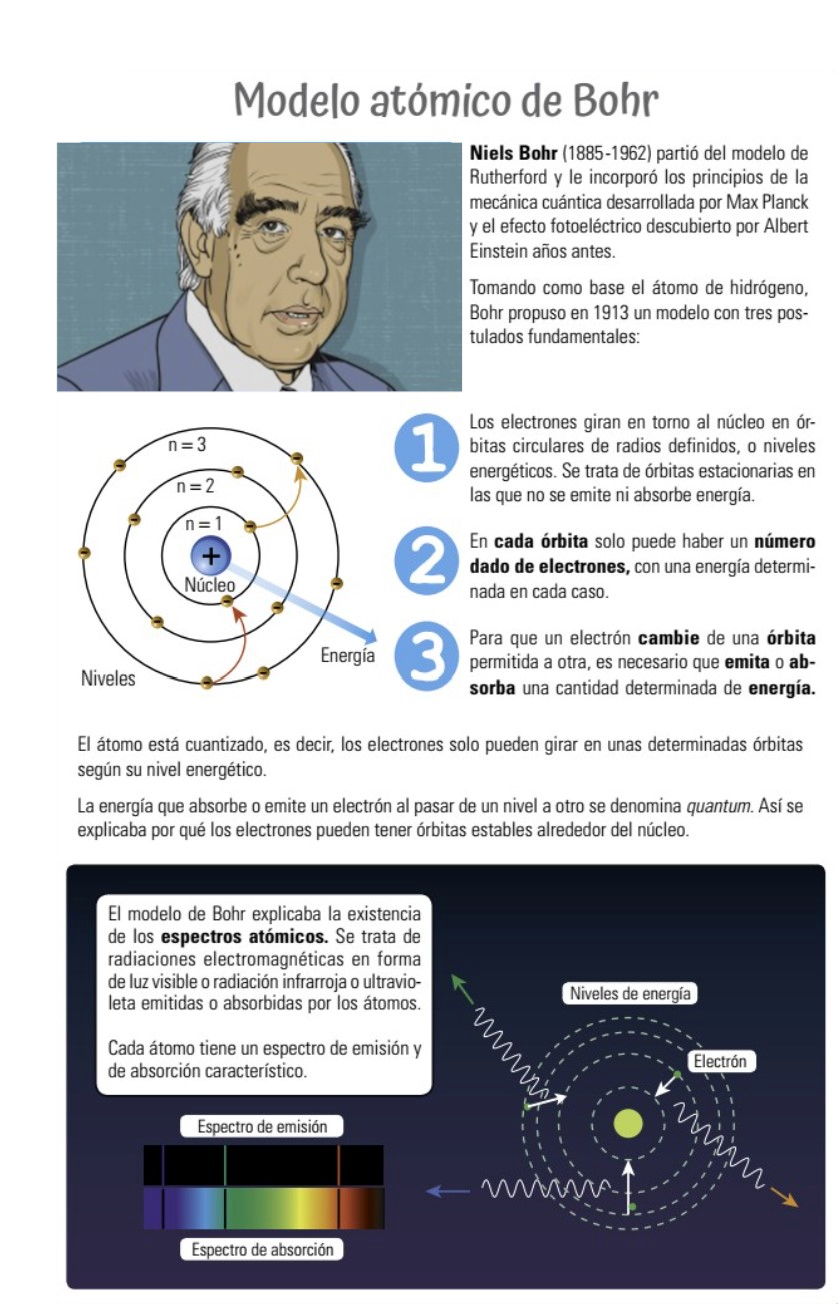 Modelo atómico de Bohr
Niels Bohr (1885-1962) partió del modelo de
Rutherford y le incorporó los principios de la
mecánica cuántica desarrollada por Max Planck
y el efecto fotoeléctrico descubierto por Albert
Einstein años antes.
Tomando como base el átomo de hidrógeno,
Bohr propuso en 1913 un modelo con tres pos-
tulados fundamentales:
n = 3
n = 2
n = 1
+
Núcleo
Energía
Niveles
1
Los electrones giran en torno al núcleo en ór-
bitas circulares de radios definidos, o niveles
energéticos. Se trata de órbitas estacionarias en
las que no se emite ni absorbe energía.
2
En cada órbita solo puede haber un número
dado de electrones, con una energía determi-
nada en cada caso.
3
Para que un electrón cambie de una órbita
permitida a otra, es necesario que emita o ab-
sorba una cantidad determinada de energía.
El átomo está cuantizado, es decir, los electrones solo pueden girar en unas determinadas órbitas
según su nivel energético.
La energía que absorbe o emite un electrón al pasar de un nivel a otro se denomina quantum. Así se
explicaba por qué los electrones pueden tener órbitas estables alrededor del núcleo.
El modelo de Bohr explicaba la existencia
de los espectros atómicos. Se trata de
radiaciones electromagnéticas en forma
de luz visible o radiación infrarroja o ultravio-
leta emitidas o absorbidas por los átomos.
Cada átomo tiene un espectro de emisión y
de absorción característico.
Espectro de emisión
Espectro de absorción
Niveles de energía
Electrón